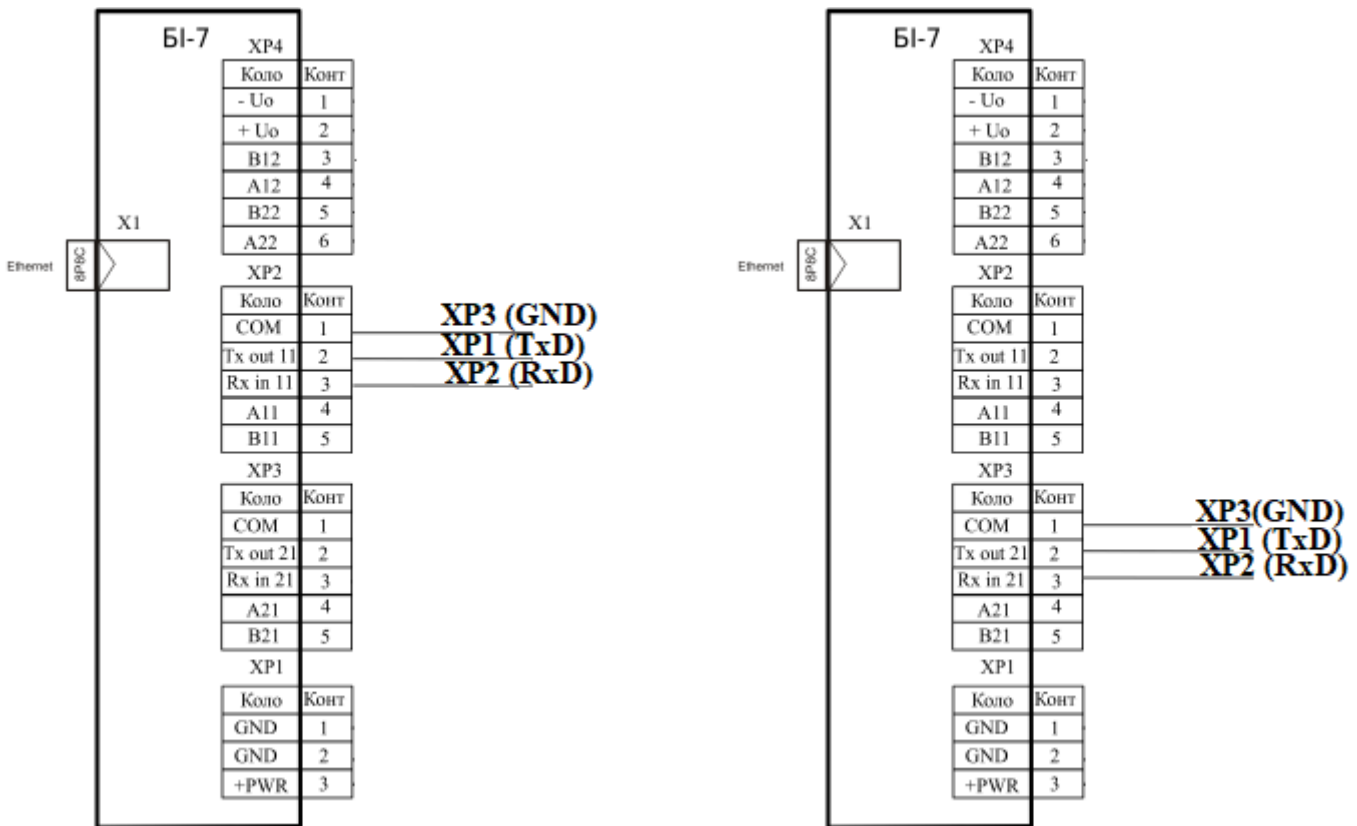 БІ-7
XP4
Коло Конт
- Uo 1
+ Uo 2
B12 3
A12 4
B22 5
A22 6
X1
Ethernet
8P8C
XP2
Коло Конт
COM 1
Tx out 11 2
Rx in 11 3
A11 4
B11 5
XP3 (GND)
XP1 (TxD)
XP2 (RxD)
XP3
Коло Конт
COM 1
Tx out 21 2
Rx in 21 3
A21 4
B21 5
XP1
Коло Конт
GND 1
GND 2
+PWR 3
БІ-7
XP4
Коло Конт
- Uo 1
+ Uo 2
B12 3
A12 4
B22 5
A22 6
X1
Ethernet
8P8C
XP2
Коло Конт
COM 1
Tx out 11 2
Rx in 11 3
A11 4
B11 5
XP3
Коло Конт
COM 1
Tx out 21 2
Rx in 21 3
A21 4
B21 5
XP3(GND)
XP1 (TxD)
XP2 (RxD)
XP1
Коло Конт
GND 1
GND 2
+PWR 3